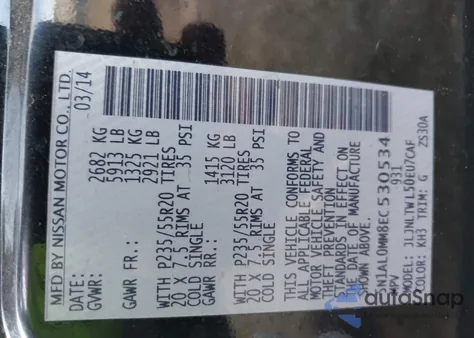 MFD BY NISSAN MOTOR CO., LTD.
DATE: 03/14
GVWR: 2682 KG
5913 LB
GAWR FR.: 1325 KG
2921 LB
WITH P235/55R20 TIRES
20 X 7.5 RIMS AT 35 PSI
COLD SINGLE
GAWR RR.: 1415 KG
3120 LB
WITH P235/55R20 TIRES
20 X 7.5 RIMS AT 35 PSI
COLD SINGLE
THIS VEHICLE CONFORMS TO
ALL APPLICABLE FEDERAL
MOTOR VEHICLE SAFETY AND
THEFT PREVENTION
STANDARDS IN EFFECT ON
THE DATE OF MANUFACTURE
SHOWN ABOVE.
5N1AL0MM8EC530534
MPV 931
MODEL: JLJNLTWL50EU7CAF
COLOR: KH3 TRIM: G ZS30A
autoSnap